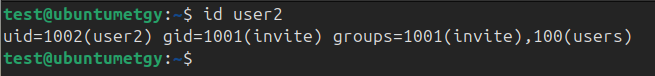 test@ubuntumetgy:~$ id user2
uid=1002(user2) gid=1001(invite) groups=1001(invite),100(users)
test@ubuntumetgy:~$